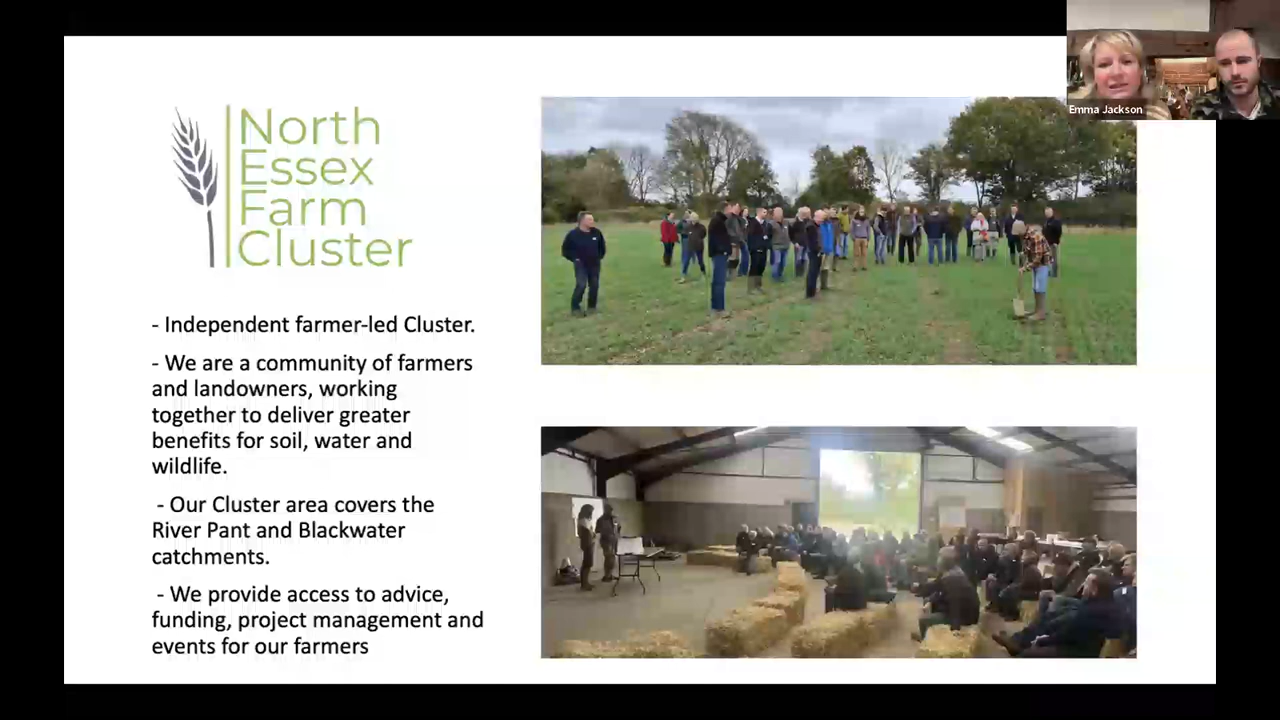 North
Essex
Farm
Cluster
- Independent farmer-led Cluster.
- We are a community of farmers
and landowners, working
together to deliver greater
benefits for soil, water and
wildlife.
- Our Cluster area covers the
River Pant and Blackwater
catchments.
- We provide access to advice,
funding, project management and
events for our farmers
Emma Jackson